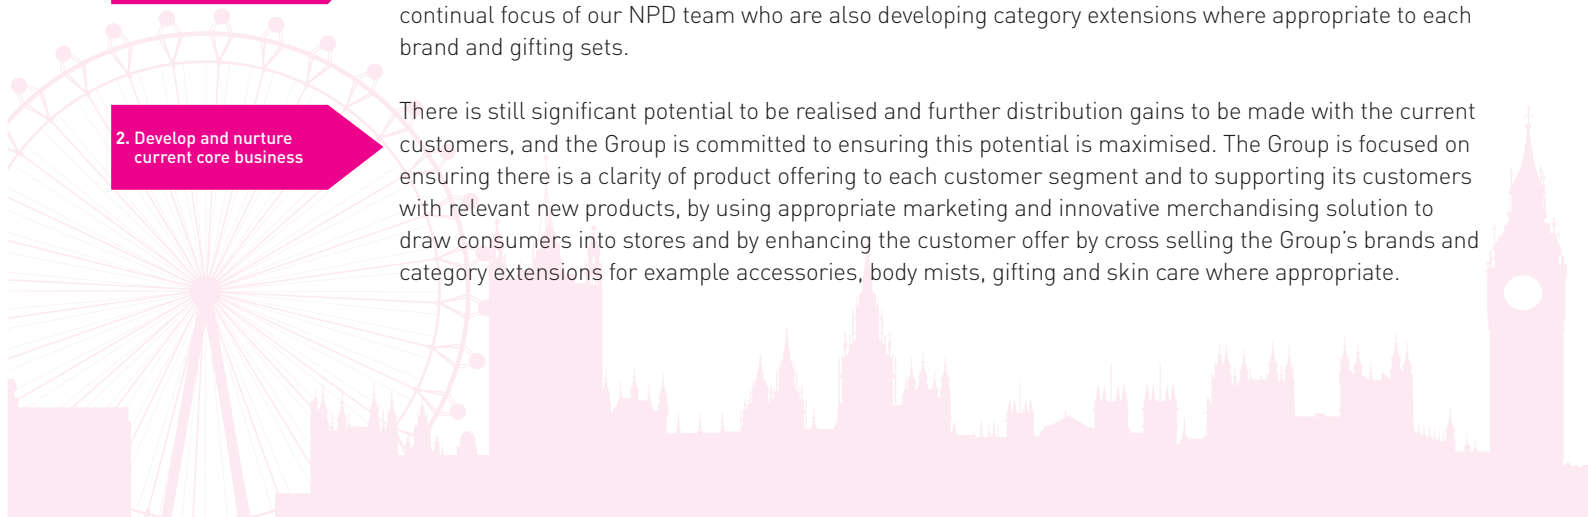 continual focus of our NPD team who are also developing category extensions where appropriate to each
brand and gifting sets.
2. Develop and nurture
current core business
There is still significant potential to be realised and further distribution gains to be made with the current
customers, and the Group is committed to ensuring this potential is maximised. The Group is focused on
ensuring there is a clarity of product offering to each customer segment and to supporting its customers
with relevant new products, by using appropriate marketing and innovative merchandising solution to
draw consumers into stores and by enhancing the customer offer by cross selling the Group’s brands and
category extensions for example accessories, body mists, gifting and skin care where appropriate.